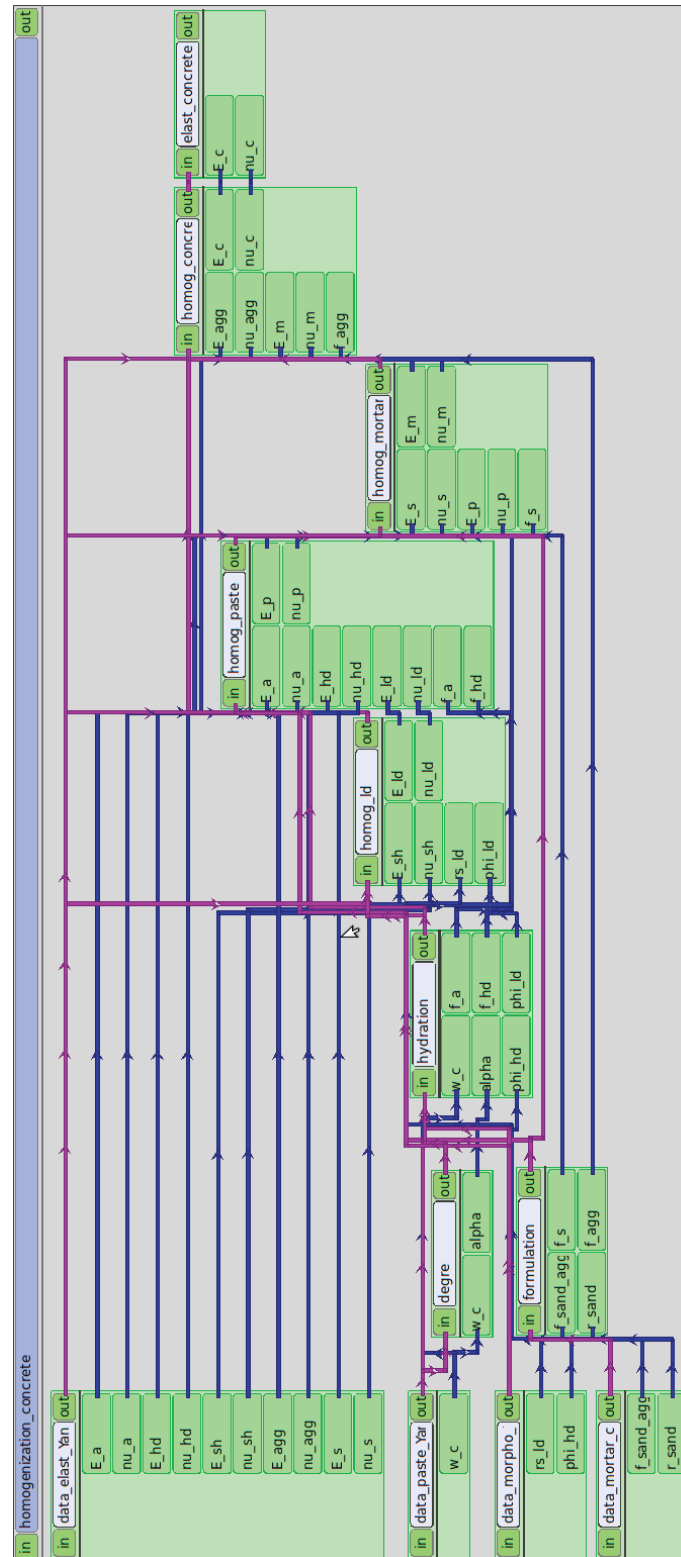 in homogenization_concrete out
in data_elast_Yan out
E_a
nu_a
E_hd
nu_hd
E_sh
nu_sh
E_agg
nu_agg
E_s
nu_s
in data_paste_Yan out
w_c
in data_morpho_ out
rs_ld
phi_hd
in data_mortar_c out
f_sand_agg
r_sand
in degre out
w_c alpha
in formulation out
f_sand_agg f_s
r_sand f_agg
in hydration out
w_c f_a
alpha f_hd
phi_hd phi_ld
in homog_ld out
E_sh E_ld
nu_sh nu_ld
rs_ld
phi_ld
in homog_paste out
E_a E_p
nu_a nu_p
E_hd
nu_hd
E_ld
nu_ld
f_a
f_hd
in homog_mortar out
E_s E_m
nu_s nu_m
E_p
nu_p
f_s
in homog_concre out
E_agg E_c
nu_agg nu_c
E_m
nu_m
f_agg
in elast_concrete out
E_c
nu_c